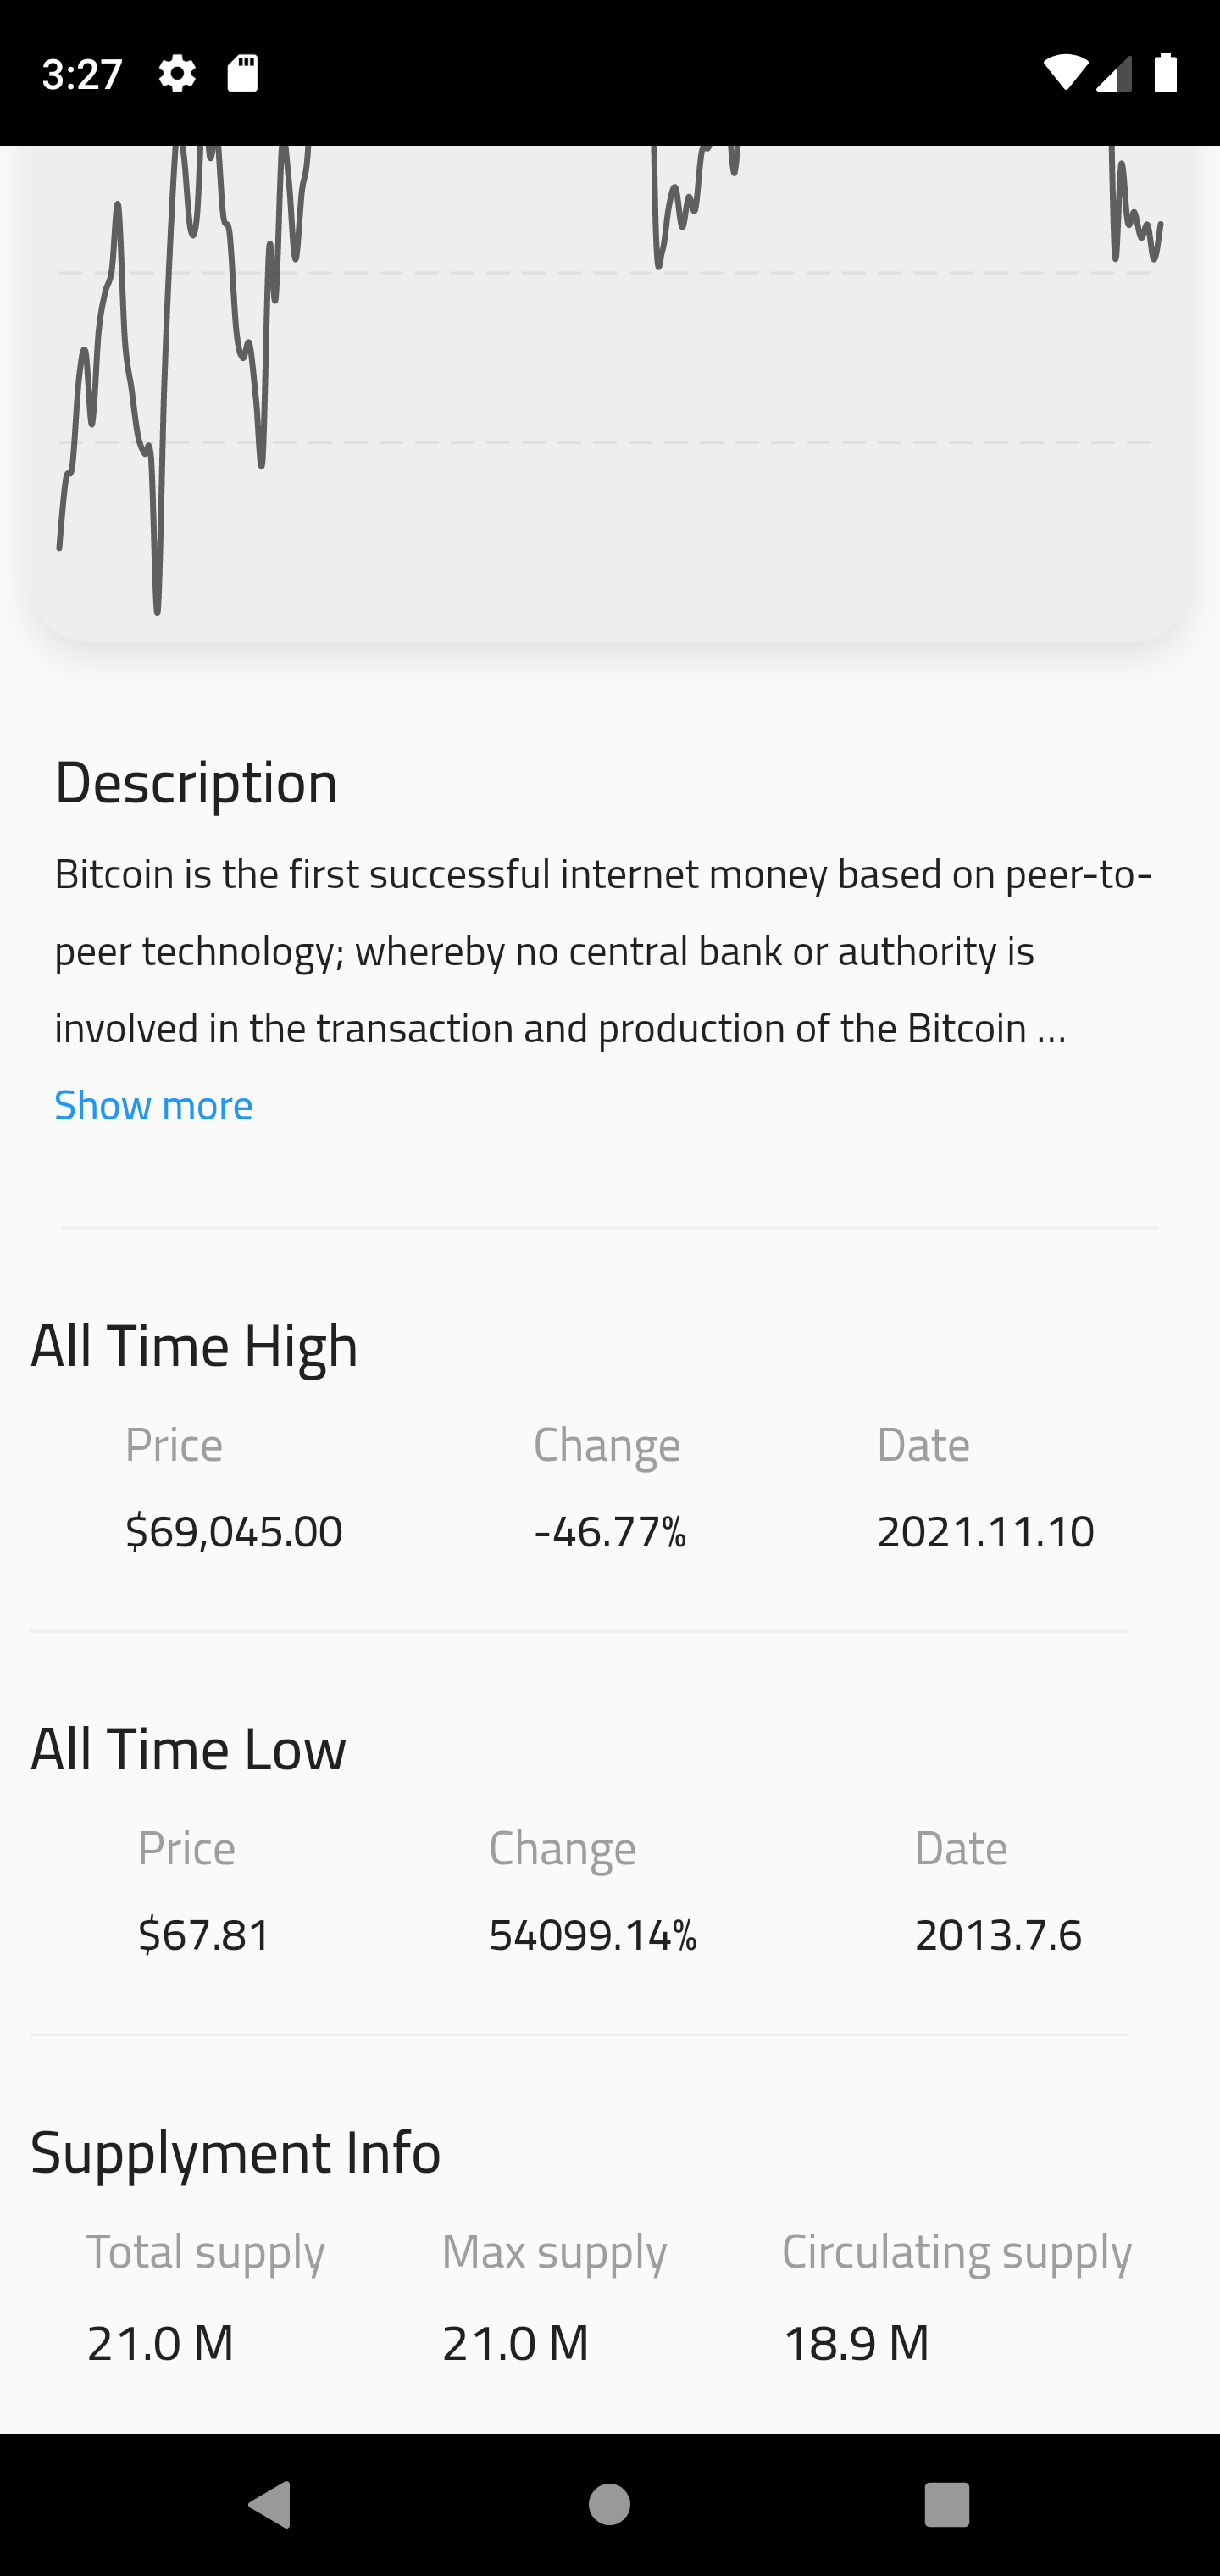 3:27
Description
Bitcoin is the first successful internet money based on peer-to-
peer technology; whereby no central bank or authority is
involved in the transaction and production of the Bitcoin ...
Show more
All Time High
Price Change Date
$69,045.00 -46.77% 2021.11.10
All Time Low
Price Change Date
$67.81 54099.14% 2013.7.6
Supplyment Info
Total supply Max supply Circulating supply
21.0 M 21.0 M 18.9 M